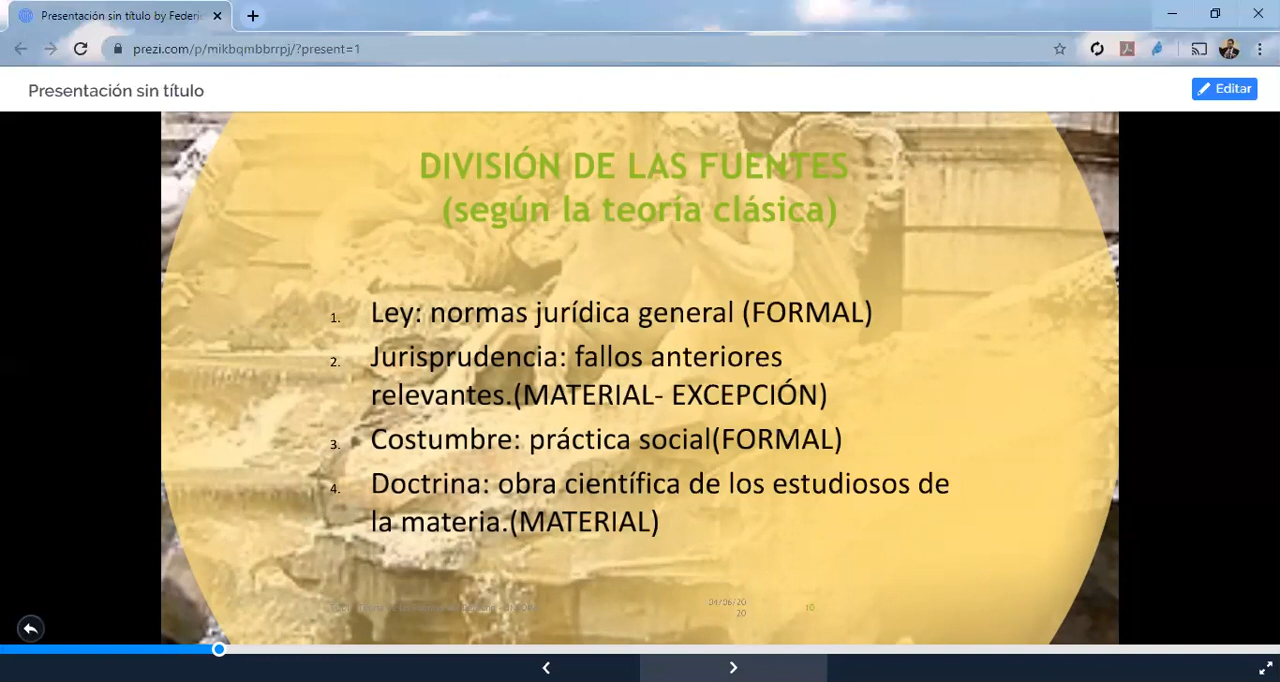 Presentación sin título by Federic
prezi.com/p/mikbqmbbrrpj/?present=1
Presentación sin título
Editar
DIVISIÓN DE LAS FUENTES
(según la teoría clásica)
1. Ley: normas jurídica general (FORMAL)
2. Jurisprudencia: fallos anteriores
relevantes.(MATERIAL- EXCEPCIÓN)
3. Costumbre: práctica social(FORMAL)
4. Doctrina: obra científica de los estudiosos de
la materia.(MATERIAL)
04/06/20
20
10